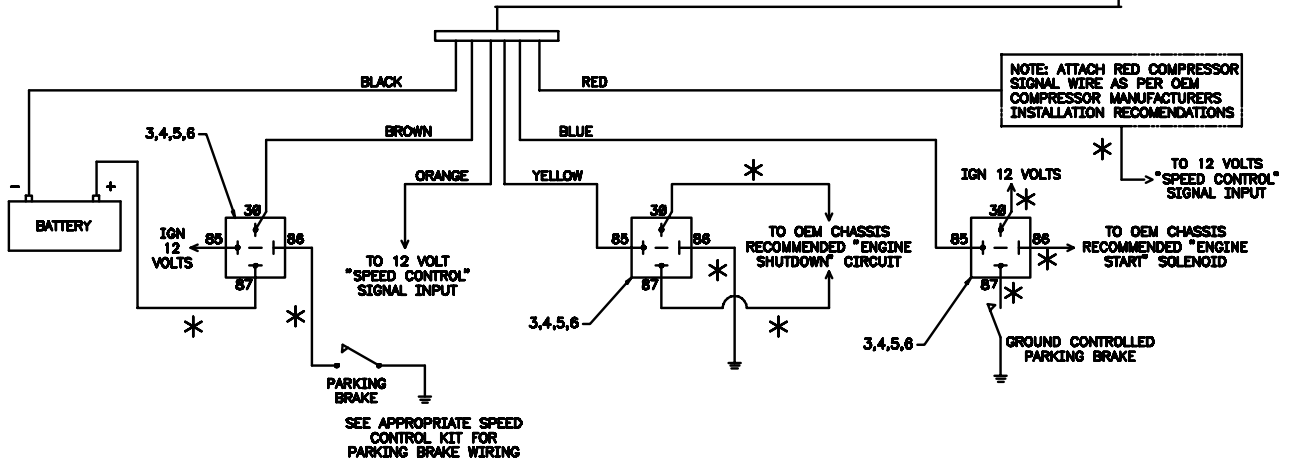 BLACK
RED
NOTE: ATTACH RED COMPRESSOR
SIGNAL WIRE AS PER OEM
COMPRESSOR MANUFACTURERS
INSTALLATION RECOMENDATIONS
3,4,5,6
BROWN
BLUE
ORANGE
YELLOW
IGN 12 VOLTS
TO 12 VOLTS
"SPEED CONTROL"
SIGNAL INPUT
- +
BATTERY
IGN
12
VOLTS
30
85
86
87
TO 12 VOLT
"SPEED CONTROL"
SIGNAL INPUT
30
85
86
87
TO OEM CHASSIS
RECOMMENDED "ENGINE
SHUTDOWN" CIRCUIT
30
85
86
87
TO OEM CHASSIS
RECOMMENDED "ENGINE
START" SOLENOID
3,4,5,6
3,4,5,6
GROUND CONTROLLED
PARKING BRAKE
PARKING
BRAKE
SEE APPROPRIATE SPEED
CONTROL KIT FOR
PARKING BRAKE WIRING